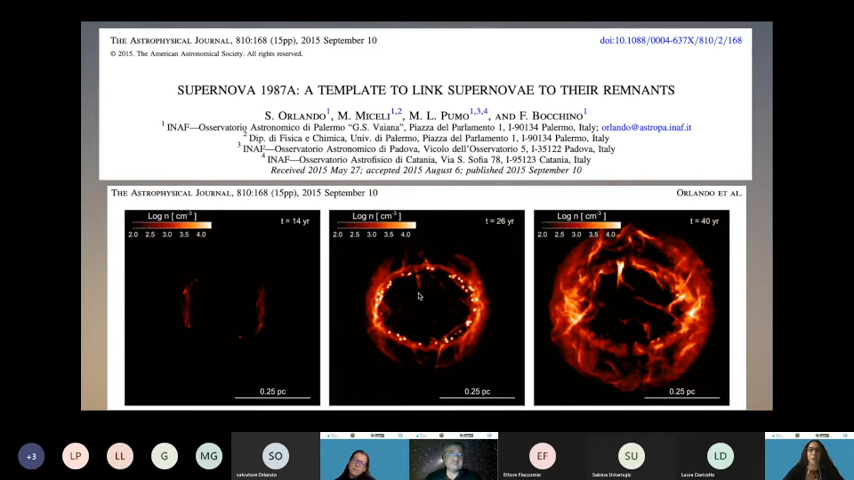 THE ASTROPHYSICAL JOURNAL, 810:168 (15pp), 2015 September 10
doi:10.1088/0004-637X/810/2/168
© 2015. The American Astronomical Society. All rights reserved.
SUPERNOVA 1987A: A TEMPLATE TO LINK SUPERNOVAE TO THEIR REMNANTS
S. ORLANDO1, M. MICELI1,2, M. L. PUMO1,3,4, AND F. BOCCHINO1
1 INAF—Osservatorio Astronomico di Palermo "G.S. Vaiana", Piazza del Parlamento 1, I-90134 Palermo, Italy; orlando@astropa.inaf.it
2 Dip. di Fisica e Chimica, Univ. di Palermo, Piazza del Parlamento 1, I-90134 Palermo, Italy
3 INAF—Osservatorio Astronomico di Padova, Vicolo dell'Osservatorio 5, I-35122 Padova, Italy
4 INAF—Osservatorio Astrofisico di Catania, Via S. Sofia 78, I-95123 Catania, Italy
Received 2015 May 27; accepted 2015 August 6; published 2015 September 10
THE ASTROPHYSICAL JOURNAL, 810:168 (15pp), 2015 September 10
ORLANDO ET AL.
Log n [ cm-3 ]
t = 14 yr
2.0 2.5 3.0 3.5 4.0
0.25 pc
Log n [ cm-3 ]
t = 26 yr
2.0 2.5 3.0 3.5 4.0
0.25 pc
Log n [ cm-3 ]
t = 40 yr
2.0 2.5 3.0 3.5 4.0
0.25 pc
+3
LP
LL
G
MG
SO
salvatore Orlando
EF
Ettore Flaccomio
SU
Sabina Ustamujic
LD
Laura Daricello